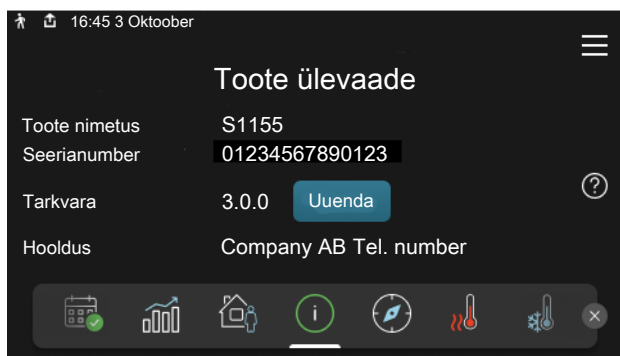 16:45 3 Oktoober
Toote ülevaade
Toote nimetus S1155
Seerianumber 01234567890123
Tarkvara 3.0.0 Uuenda
Hooldus Company AB Tel. number